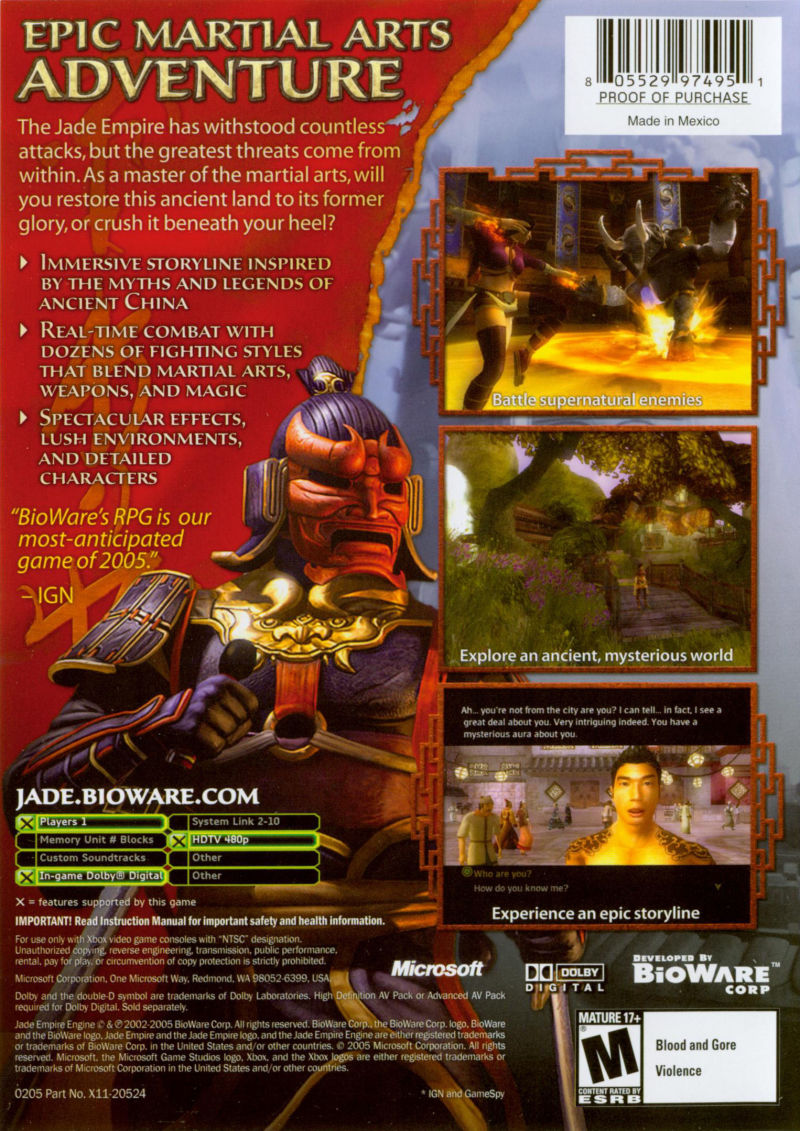 EPIC MARTIAL ARTS
ADVENTURE
The Jade Empire has withstood countless
attacks, but the greatest threats come from
within. As a master of the martial arts, will
you restore this ancient land to its former
glory, or crush it beneath your heel?
IMMERSIVE STORYLINE INSPIRED
BY THE MYTHS AND LEGENDS OF
ANCIENT CHINA
REAL-TIME COMBAT WITH
DOZENS OF FIGHTING STYLES
THAT BLEND MARTIAL ARTS,
WEAPONS, AND MAGIC
SPECTACULAR EFFECTS,
LUSH ENVIRONMENTS,
AND DETAILED
CHARACTERS
"BioWare's RPG is our
most-anticipated
game of 2005."
– IGN
8 05529 97495 1
PROOF OF PURCHASE
Made in Mexico
Battle supernatural enemies
Explore an ancient, mysterious world
Ah... you're not from the city are you? I can tell... in fact, I see a
great deal about you. Very intriguing indeed. You have a
mysterious aura about you.
Who are you?
How do you know me?
Experience an epic storyline
JADE.BIOWARE.COM
X Players 1
System Link 2-10
Memory Unit # Blocks
X HDTV 480p
Custom Soundtracks
Other
X In-game Dolby® Digital
Other
X = features supported by this game
IMPORTANT! Read Instruction Manual for important safety and health information.
For use only with Xbox video game consoles with "NTSC" designation.
Unauthorized copying, reverse engineering, transmission, public performance,
rental, pay for play, or circumvention of copy protection is strictly prohibited.
Microsoft Corporation, One Microsoft Way, Redmond, WA 98052-6399, USA.
Dolby and the double-D symbol are trademarks of Dolby Laboratories. High Definition AV Pack or Advanced AV Pack
required for Dolby Digital. Sold separately.
Jade Empire Engine © & ℗ 2002-2005 BioWare Corp. All rights reserved. BioWare Corp., the BioWare Corp. logo, BioWare
and the BioWare logo, Jade Empire and the Jade Empire logo, and the Jade Empire Engine are either registered trademarks
or trademarks of BioWare Corp. in the United States and/or other countries. © 2005 Microsoft Corporation. All rights
reserved. Microsoft, the Microsoft Game Studios logo, Xbox, and the Xbox logos are either registered trademarks or
trademarks of Microsoft Corporation in the United States and/or other countries.
0205 Part No. X11-20524
* IGN and GameSpy
Microsoft
DOLBY
DIGITAL
DEVELOPED BY
BIOWARE™
CORP
MATURE 17+
M®
CONTENT RATED BY
ESRB
Blood and Gore
Violence